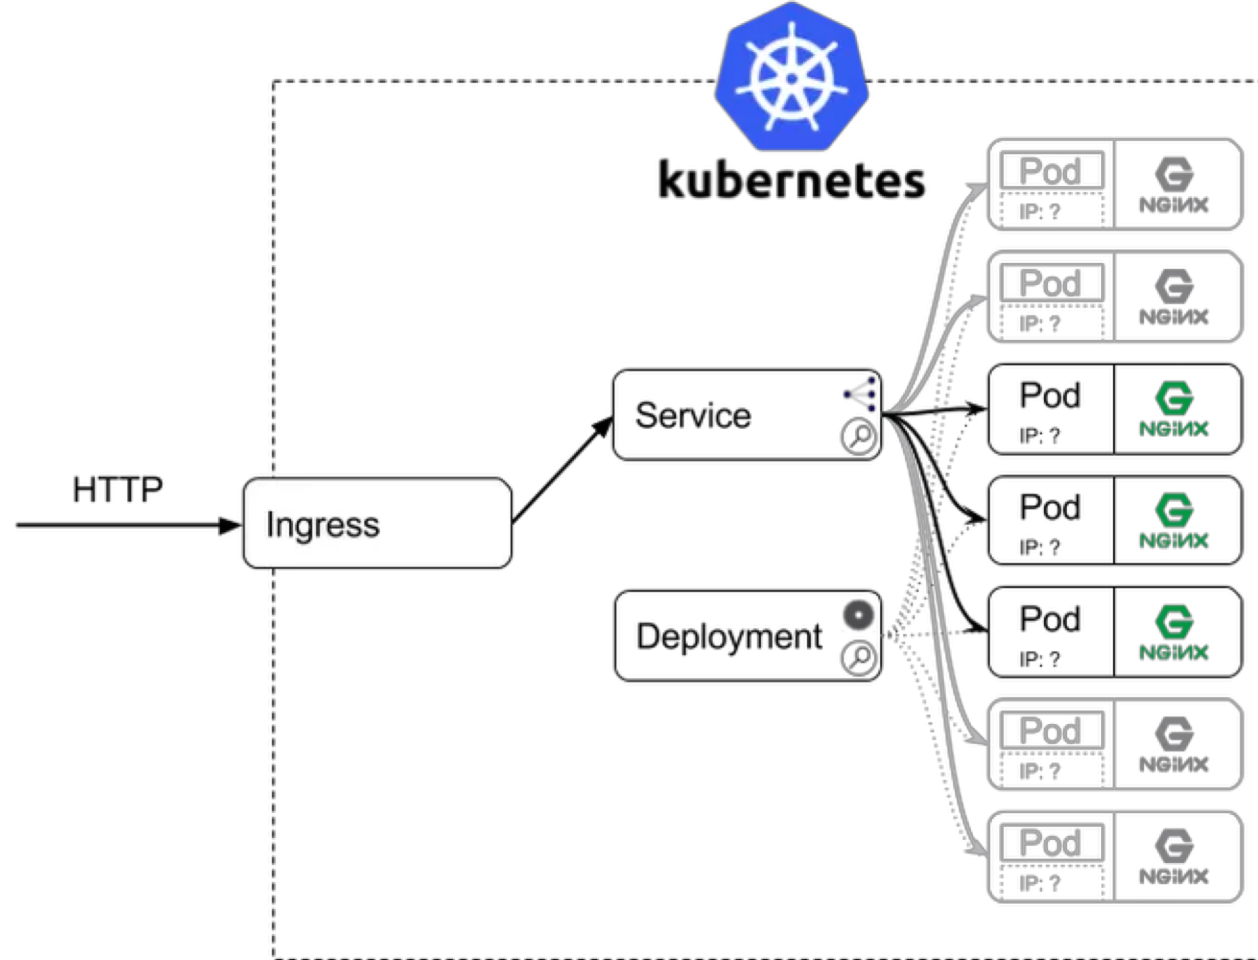 kubernetes
HTTP
Ingress
Service
Deployment
Pod
IP: ?
NGINX
Pod
IP: ?
NGINX
Pod
IP: ?
NGINX
Pod
IP: ?
NGINX
Pod
IP: ?
NGINX
Pod
IP: ?
NGINX
Pod
IP: ?
NGINX